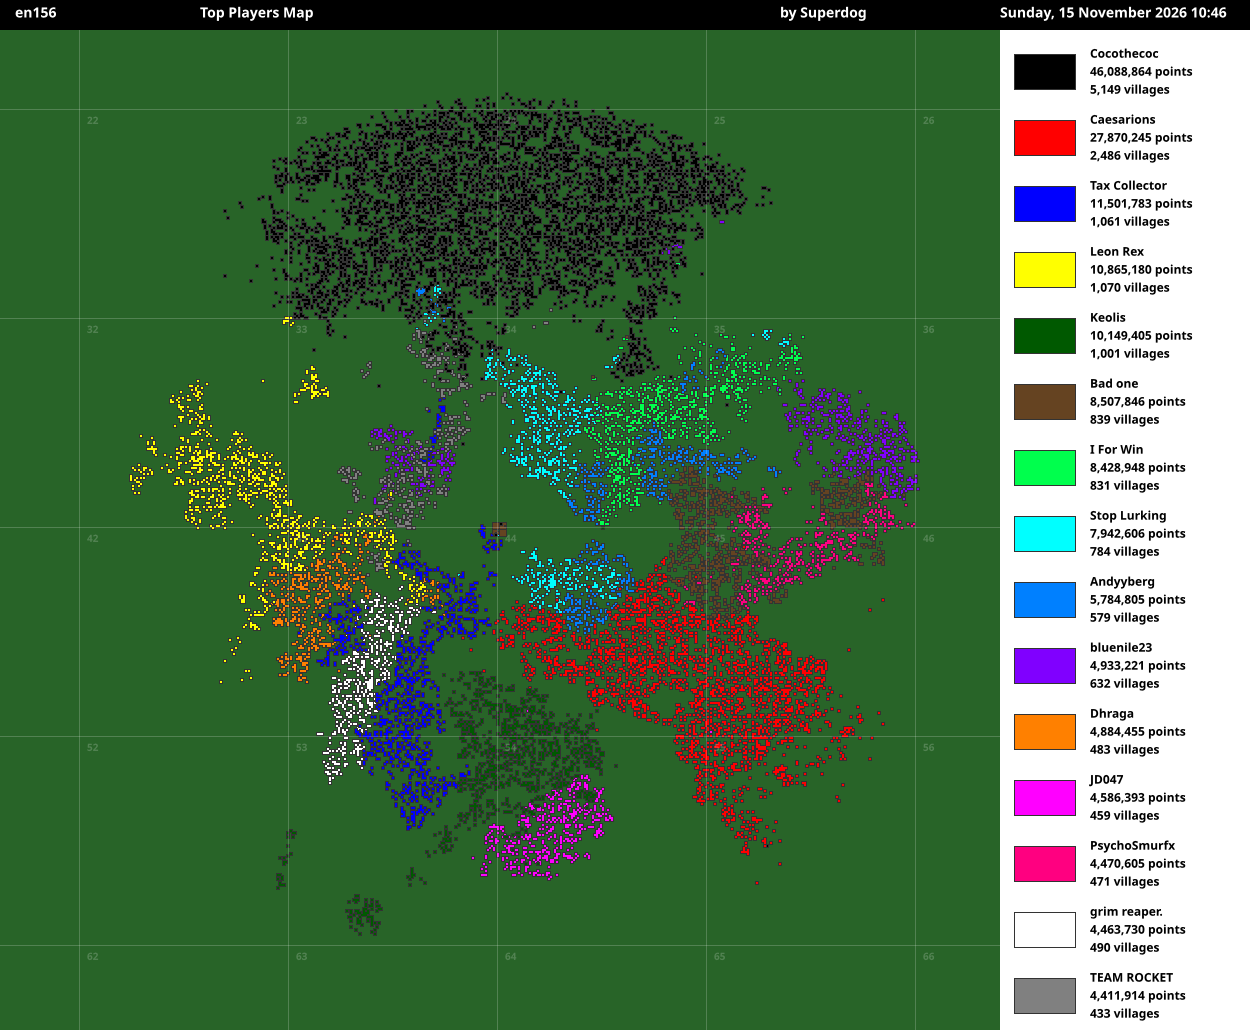 en156 Top Players Map by Superdog Sunday, 15 November 2026 10:46
Cocothecoc
46,088,864 points
5,149 villages
22 23 25 26
Caesarions
27,870,245 points
2,486 villages
Tax Collector
11,501,783 points
1,061 villages
Leon Rex
10,865,180 points
1,070 villages
32 33 34 35 36
Keolis
10,149,405 points
1,001 villages
Bad one
8,507,846 points
839 villages
I For Win
8,428,948 points
831 villages
Stop Lurking
7,942,606 points
784 villages
42 44 45 46
Andyyberg
5,784,805 points
579 villages
bluenile23
4,933,221 points
632 villages
Dhraga
4,884,455 points
483 villages
52 53 54 55 56
JD047
4,586,393 points
459 villages
PsychoSmurfx
4,470,605 points
471 villages
grim reaper.
4,463,730 points
490 villages
62 63 64 65 66
TEAM ROCKET
4,411,914 points
433 villages